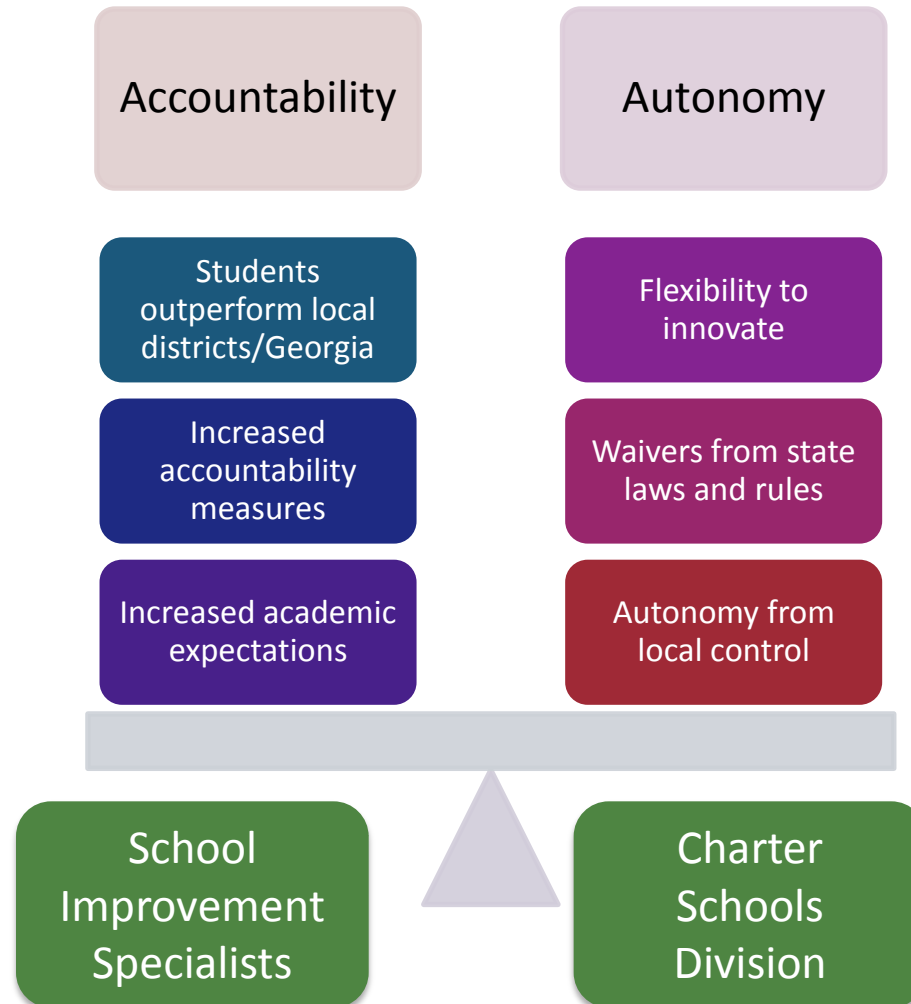 Accountability
Autonomy
Students
outperform local
districts/Georgia
Flexibility to
innovate
Increased
accountability
measures
Waivers from state
laws and rules
Increased academic
expectations
Autonomy from
local control
School
Improvement
Specialists
Charter
Schools
Division